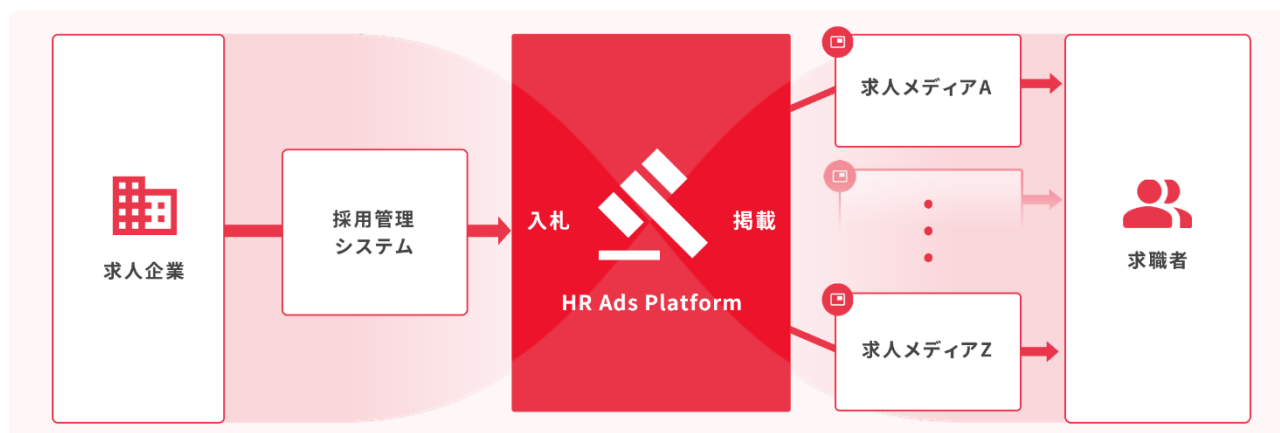 求人企業
採用管理
システム
入札
掲載
HR Ads Platform
求人メディアA
求人メディアZ
求職者